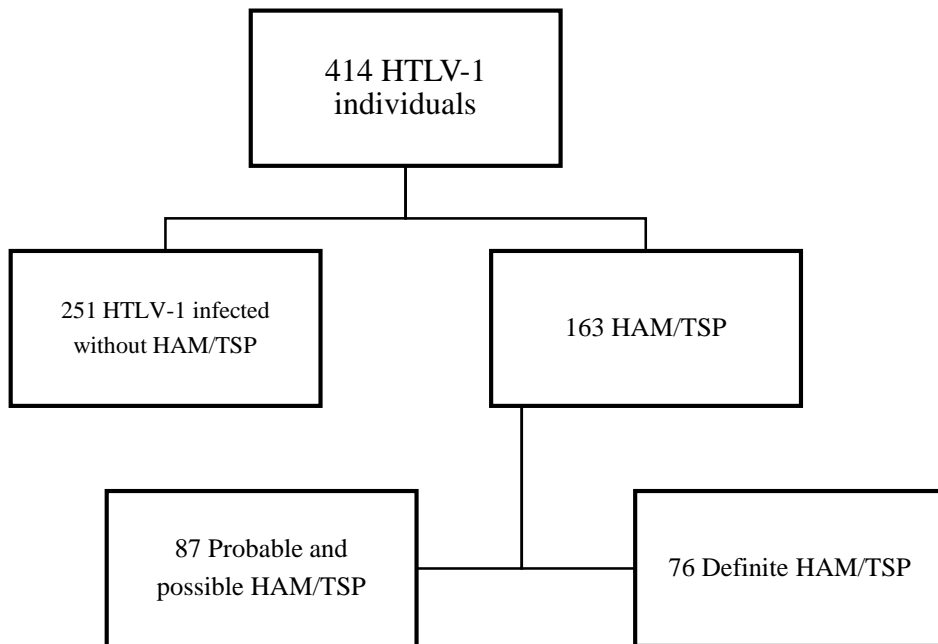 414 HTLV-1
individuals
251 HTLV-1 infected
without HAM/TSP
163 HAM/TSP
87 Probable and
possible HAM/TSP
76 Definite HAM/TSP